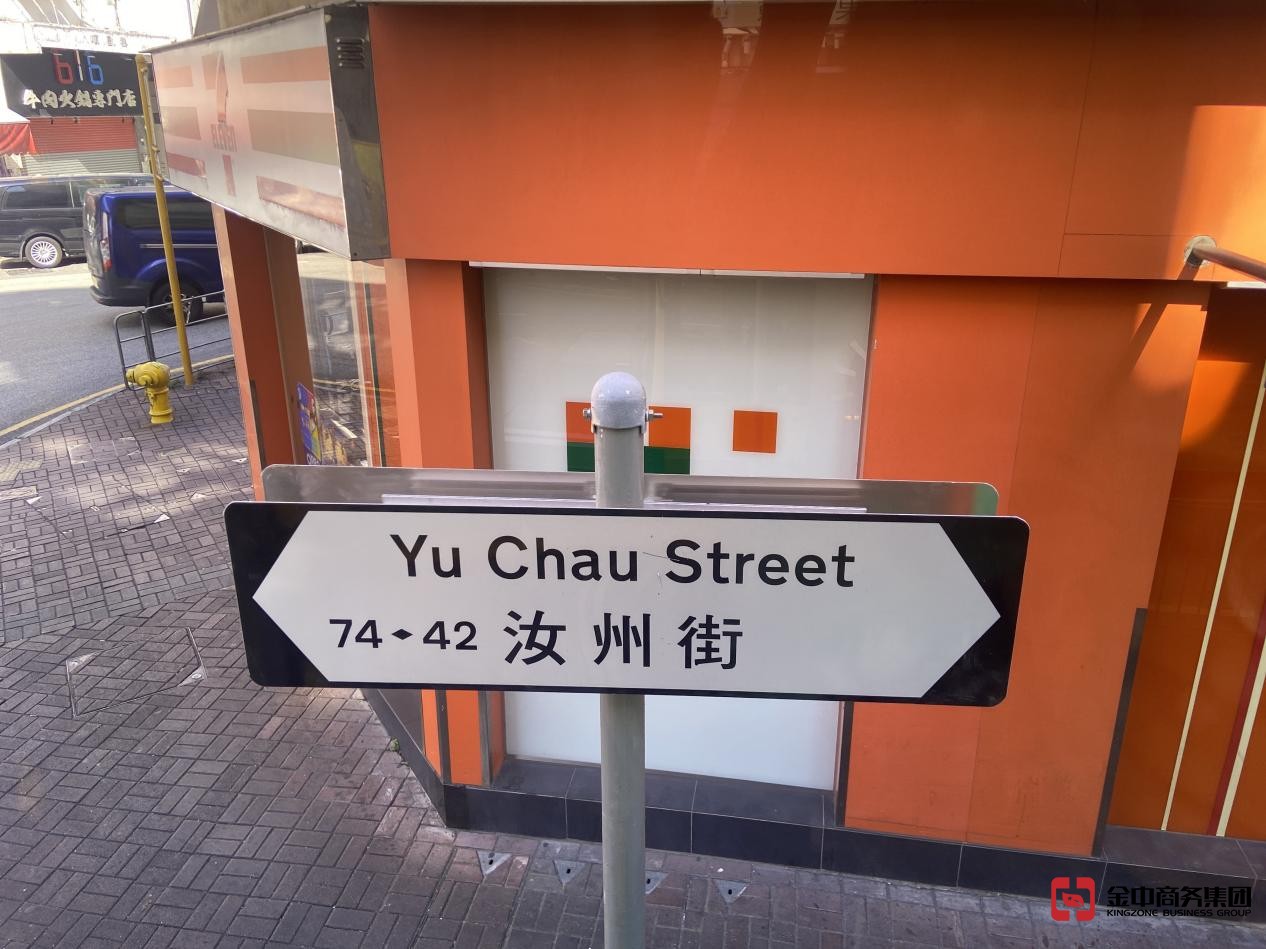 616
牛肉火鍋專門店
ELEVEN
Yu Chau Street
74 42 汝州街
金中商务集团
KINGZONE BUSINESS GROUP